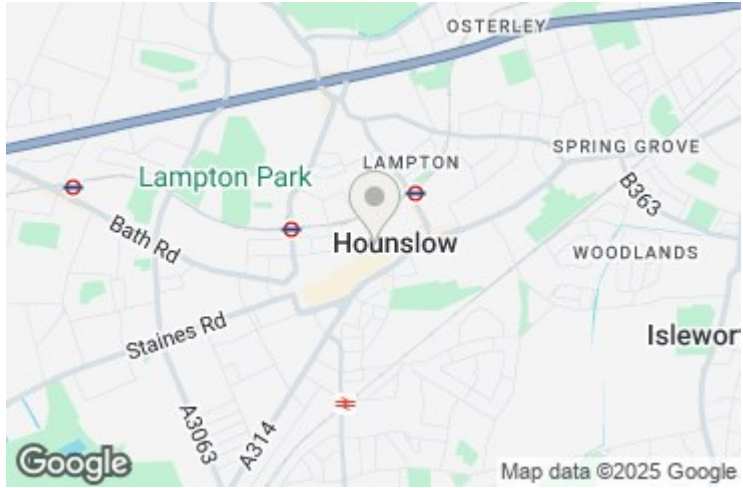 OSTERLEY
SPRING GROVE
LAMPTON
Lampton Park
B363
Bath Rd
Hounslow
WOODLANDS
Staines Rd
Islewor
A3063
A314
Google
Map data ©2025 Google